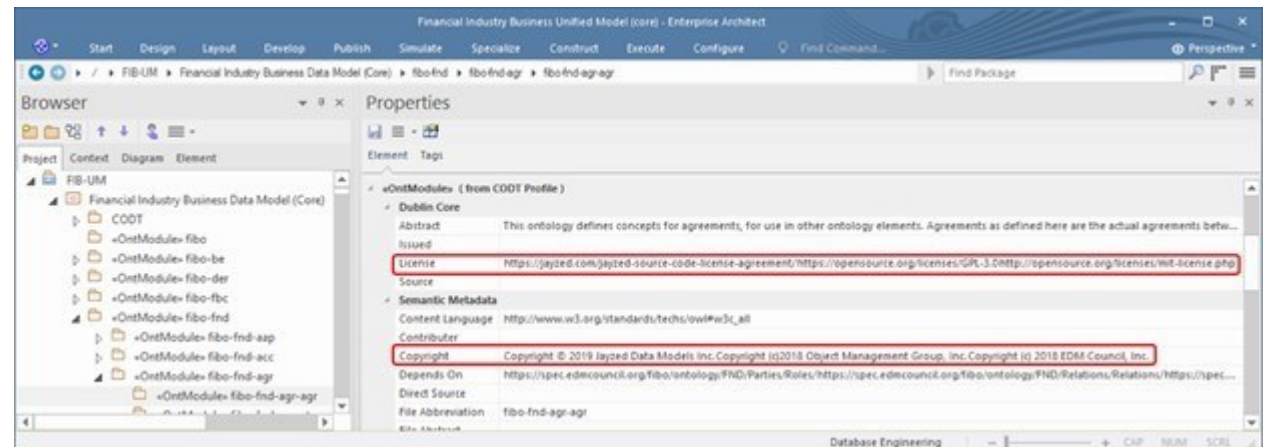 Financial Industry Business Unified Model (core) - Enterprise Architect
Start Design Layout Develop Publish Simulate Specialize Construct Execute Configure Find Command... Perspective
/ FIB-UM Financial Industry Business Data Model (Core) fibo-fnd fibo-fnd-agr fibo-fnd-agr-agr Find Package
Browser
Properties
Project Context Diagram Element
Element Tags
FIB-UM
Financial Industry Business Data Model (Core)
CODT
«OntModule» fibo
«OntModule» fibo-be
«OntModule» fibo-der
«OntModule» fibo-fbc
«OntModule» fibo-fnd
«OntModule» fibo-fnd-aap
«OntModule» fibo-fnd-acc
«OntModule» fibo-fnd-agr
«OntModule» fibo-fnd-agr-agr
«OntModule» (from CODT Profile)
Dublin Core
Abstract This ontology defines concepts for agreements, for use in other ontology elements. Agreements as defined here are the actual agreements betw...
Issued
License https://jayzed.com/jayzed-source-code-license-agreement/https://opensource.org/licenses/GPL-3.0http://opensource.org/licenses/mit-license.php
Source
Semantic Metadata
Content Language http://www.w3.org/standards/techs/owl#w3c_all
Contributer
Copyright Copyright © 2019 Jayzed Data Models Inc.Copyright (c)2018 Object Management Group, Inc.Copyright (c) 2018 EDM Council, Inc.
Depends On https://spec.edmcouncil.org/fibo/ontology/FND/Parties/Roles/https://spec.edmcouncil.org/fibo/ontology/FND/Relations/Relations/https://spec...
Direct Source
File Abbreviation fibo-fnd-agr-agr
Database Engineering CAP NUM SCRL